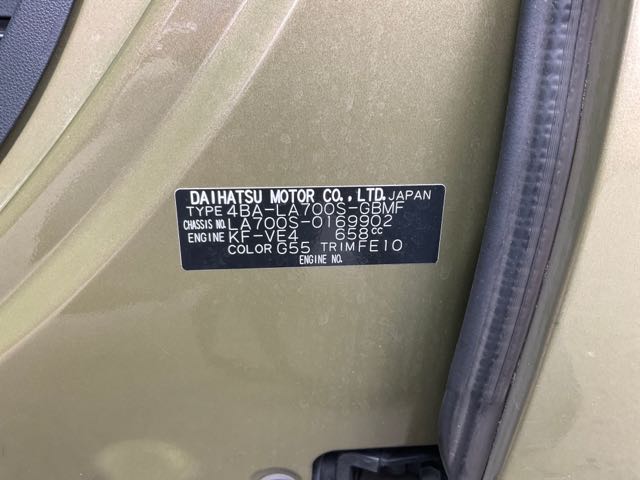 DAIHATSU MOTOR CO.,LTD.JAPAN
TYPE 4BA-LA700S-GBMF
CHASSIS NO. LA700S-0169902
ENGINE KF-VE4 658cc
COLOR G55 TRIM FE10
ENGINE NO.